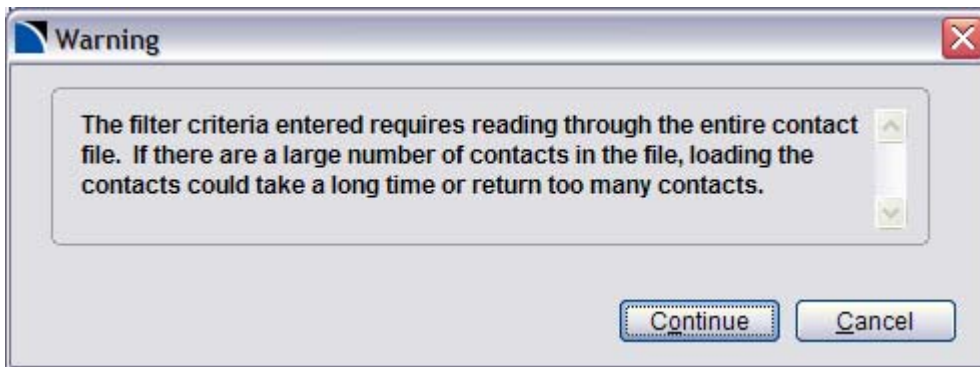 Warning
The filter criteria entered requires reading through the entire contact
file.  If there are a large number of contacts in the file, loading the
contacts could take a long time or return too many contacts.
Continue
Cancel